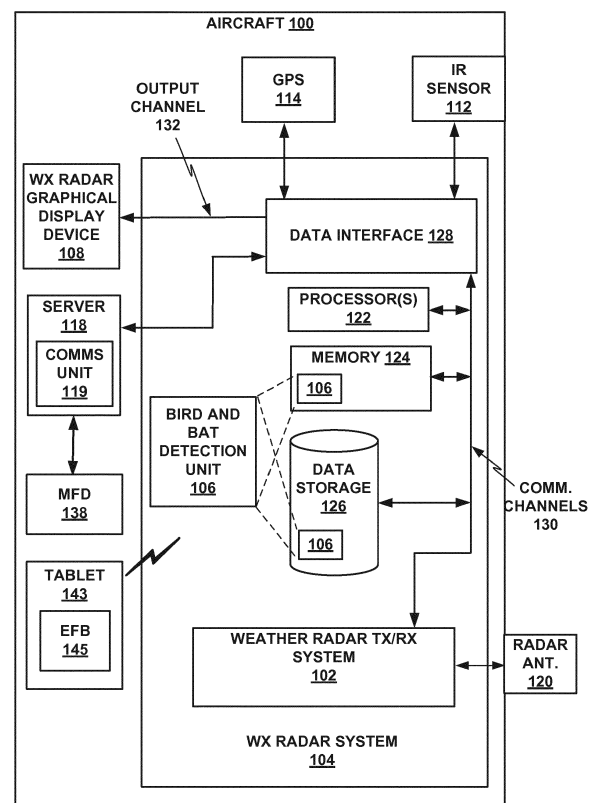 AIRCRAFT 100
GPS
114
IR
SENSOR
112
OUTPUT
CHANNEL
132
WX RADAR
GRAPHICAL
DISPLAY
DEVICE
108
DATA INTERFACE 128
SERVER
118
COMMS
UNIT
119
PROCESSOR(S)
122
MEMORY 124
106
BIRD AND
BAT
DETECTION
UNIT
106
DATA
STORAGE
126
106
MFD
138
COMM.
CHANNELS
130
TABLET
143
EFB
145
WEATHER RADAR TX/RX
SYSTEM
102
RADAR
ANT.
120
WX RADAR SYSTEM
104